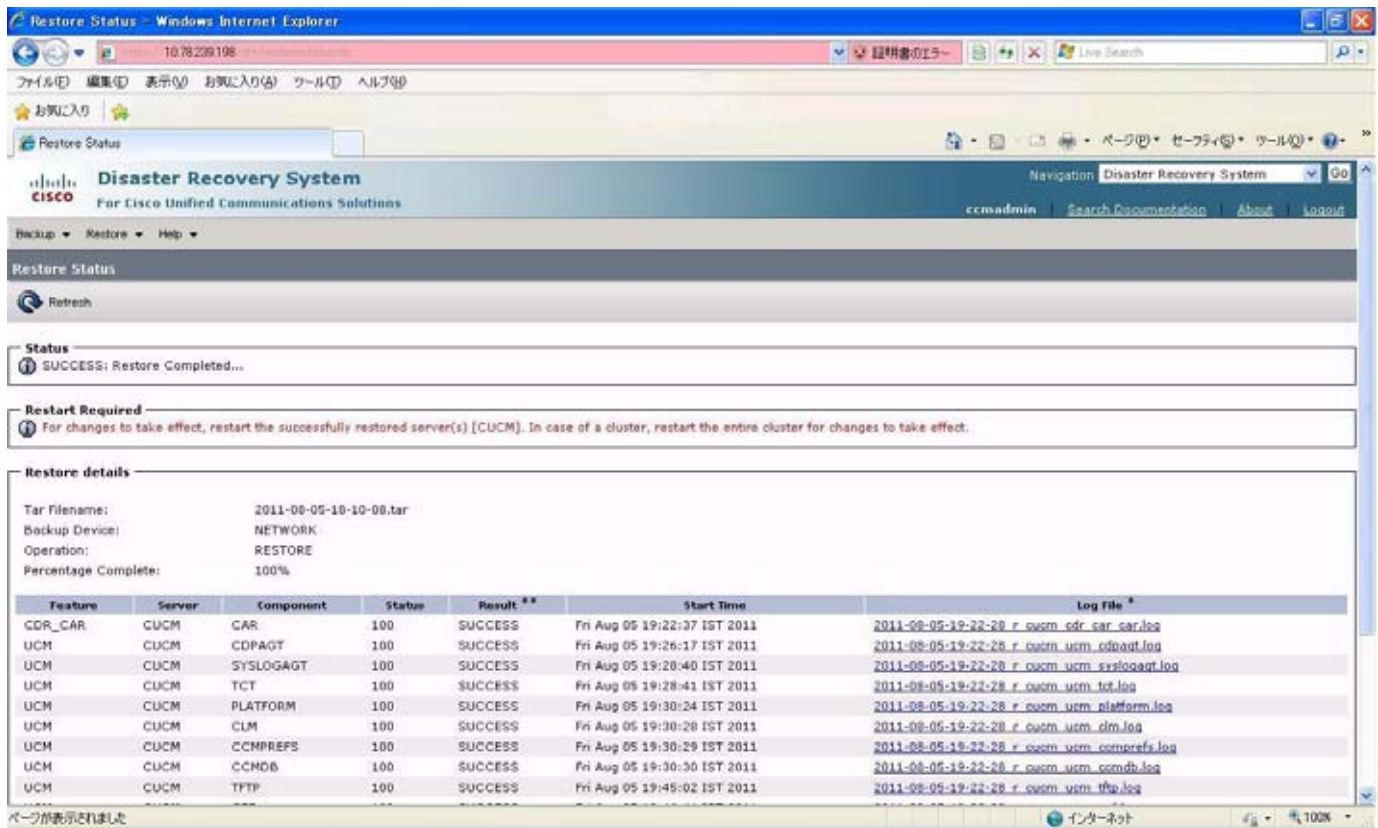 Restore Status - Windows Internet Explorer
10.78.239.198
証明書のエラー
Live Search
ファイル(F) 編集(E) 表示(V) お気に入り(A) ツール(T) ヘルプ(H)
お気に入り
Restore Status
ページ(P) セーフティ(S) ツール(O)
cisco
Disaster Recovery System
For Cisco Unified Communications Solutions
Navigation Disaster Recovery System Go
ccmadmin Search Documentation About Logout
Backup Restore Help
Restore Status
Refresh
Status
SUCCESS: Restore Completed...
Restart Required
For changes to take effect, restart the successfully restored server(s) [CUCM]. In case of a cluster, restart the entire cluster for changes to take effect.
Restore details
Tar Filename: 2011-08-05-18-10-08.tar
Backup Device: NETWORK
Operation: RESTORE
Percentage Complete: 100%
Feature Server Component Status Result ** Start Time Log File *
CDR_CAR CUCM CAR 100 SUCCESS Fri Aug 05 19:22:37 IST 2011 2011-08-05-19-22-28_r_cucm_cdr_car_car.log
UCM CUCM CDPAGT 100 SUCCESS Fri Aug 05 19:26:17 IST 2011 2011-08-05-19-22-28_r_cucm_ucm_cdpagt.log
UCM CUCM SYSLOGAGT 100 SUCCESS Fri Aug 05 19:28:40 IST 2011 2011-08-05-19-22-28_r_cucm_ucm_syslogagt.log
UCM CUCM TCT 100 SUCCESS Fri Aug 05 19:28:41 IST 2011 2011-08-05-19-22-28_r_cucm_ucm_tct.log
UCM CUCM PLATFORM 100 SUCCESS Fri Aug 05 19:30:24 IST 2011 2011-08-05-19-22-28_r_cucm_ucm_platform.log
UCM CUCM CLM 100 SUCCESS Fri Aug 05 19:30:28 IST 2011 2011-08-05-19-22-28_r_cucm_ucm_clm.log
UCM CUCM CCMPREFS 100 SUCCESS Fri Aug 05 19:30:29 IST 2011 2011-08-05-19-22-28_r_cucm_ucm_ccmprefs.log
UCM CUCM CCMDB 100 SUCCESS Fri Aug 05 19:30:30 IST 2011 2011-08-05-19-22-28_r_cucm_ucm_ccmdb.log
UCM CUCM TFTP 100 SUCCESS Fri Aug 05 19:45:02 IST 2011 2011-08-05-19-22-28_r_cucm_ucm_tftp.log
ページが表示されました インターネット 100%